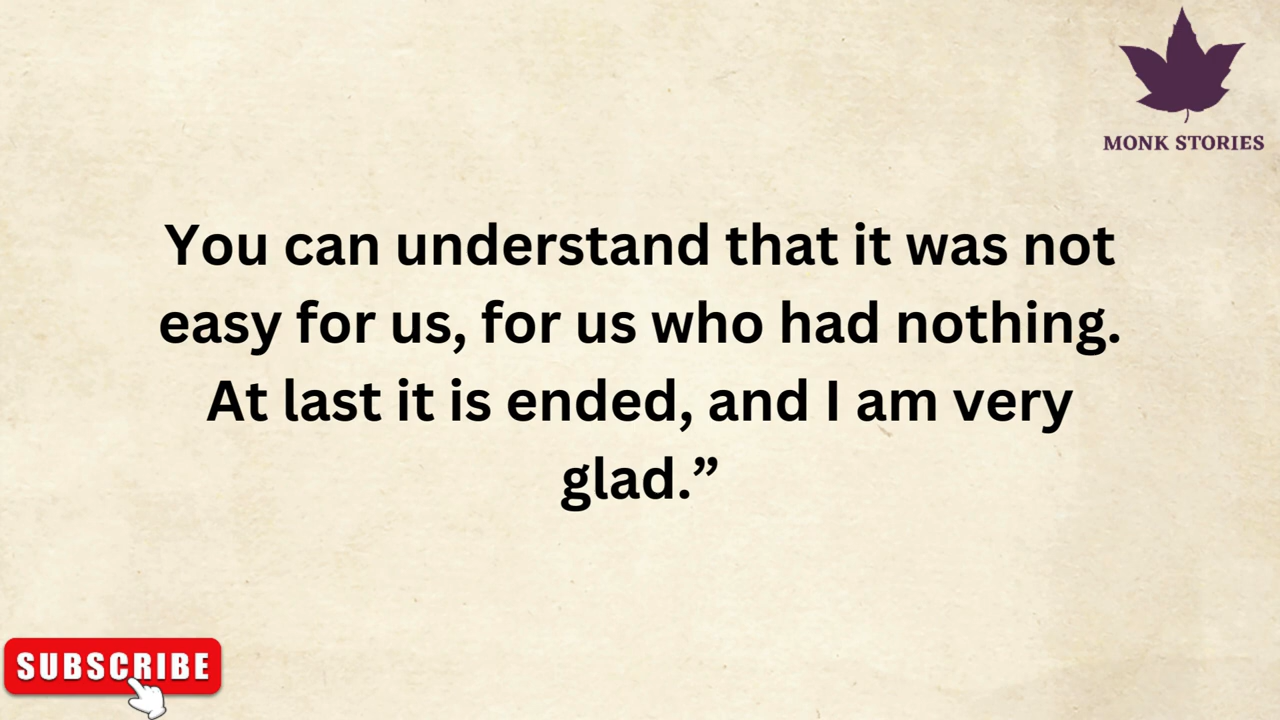 MONK STORIES
You can understand that it was not
easy for us, for us who had nothing.
At last it is ended, and I am very
glad.”
SUBSCRIBE